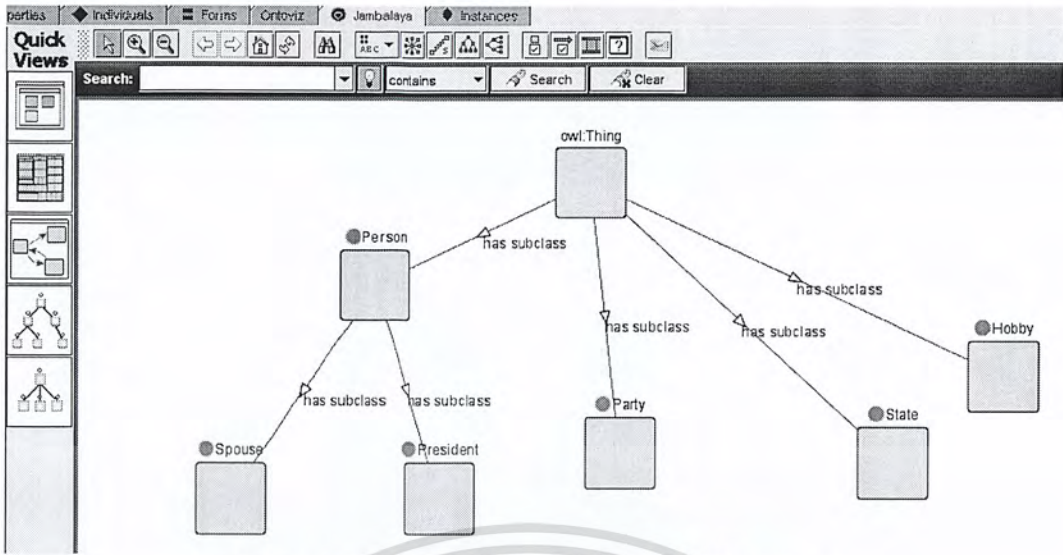 perties Individuals Forms Ontoviz Jambalaya Instances
Quick
Views
ABC S ?
Search: contains Search Clear
owl:Thing
Person
has subclass
has subclass
Hobby
has subclass has subclass
has subclass has subclass
Party
State
Spouse President